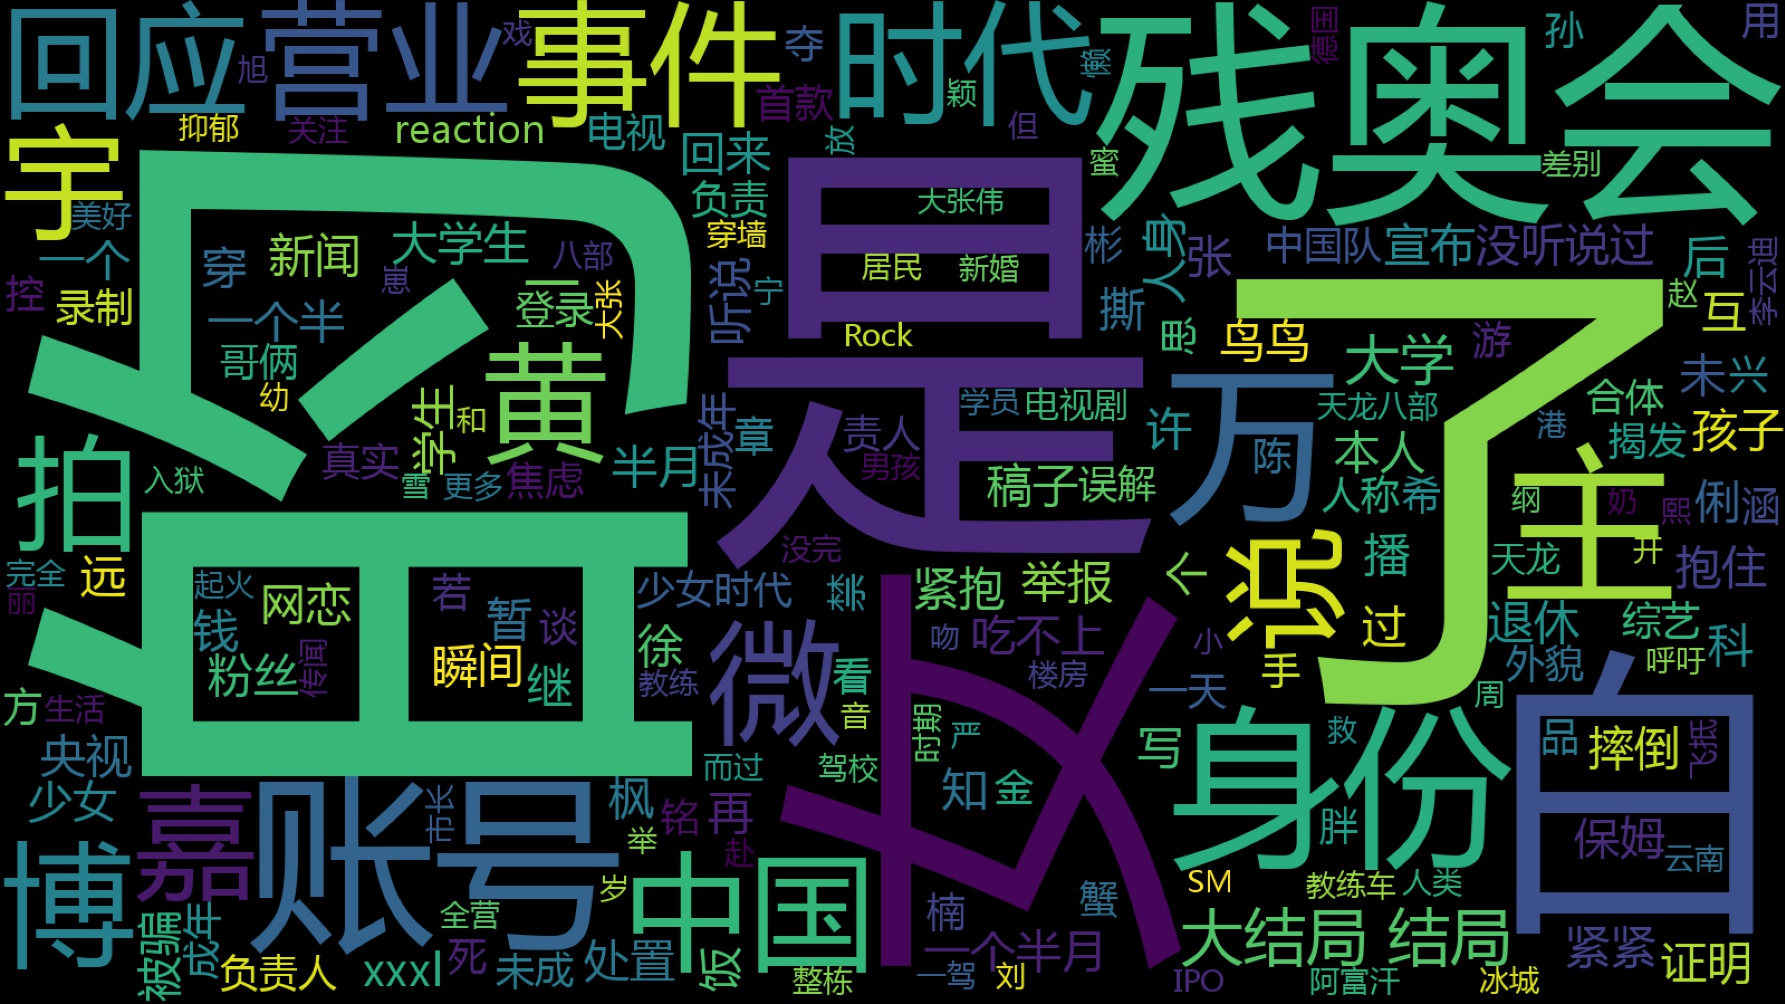 回应
营业
戏
事件
夺
时代
懒
残奥会
德国
孙
用
旭
首款
颖
抑郁
关注
reaction
电视
回来
放
但
蜜
差别
宇
美好
一个
穿
新闻
大学生
八部
负责
穿墙
大张伟
彬
人身
张
中国队
宣布
没听说过
后
李云迪
控
录制
崽
登录
大张
听说
宁
居民
新婚
撕
赵
互
一个半
哥俩
幼
黄
Rock
是
思
鸟鸟
大学
游
未
兴
了
拍
学生
和
未成年
章
责人
学员
电视剧
许
万
陈
天龙八部
本人
港
合体
揭发
孩子
入狱
真实
雪
更多
焦虑
半月
男孩
稿子
误解
人称
希
纲
奶
熙
俐
涵
没完
说
播
主
天龙
开
抱住
完全
丽
远
起火
钱
网恋
若
暂
谈
少女时代
紧抱
举报
个
过
退休
综艺
科
粉丝
传闻
瞬间
继
徐
教练
微
看
吻
吃不上
楼房
小
手
外貌
呼吁
方
生活
音
女
时期
一天
周
白
央视
少女
而过
驾校
严
写
身份
救
品
摔倒
博
嘉
账号
市长
枫
铭
再
知
金
胖
保姆
云南
举
赴
岁
中国
SM
教练车
人类
被骗
成年
全营
楠
蟹
大结局
结局
紧紧
证明
负责人
xxxl
死
未成
处置
饭
整栋
一驾
刘
一个半月
IPO
阿富汗
冰城